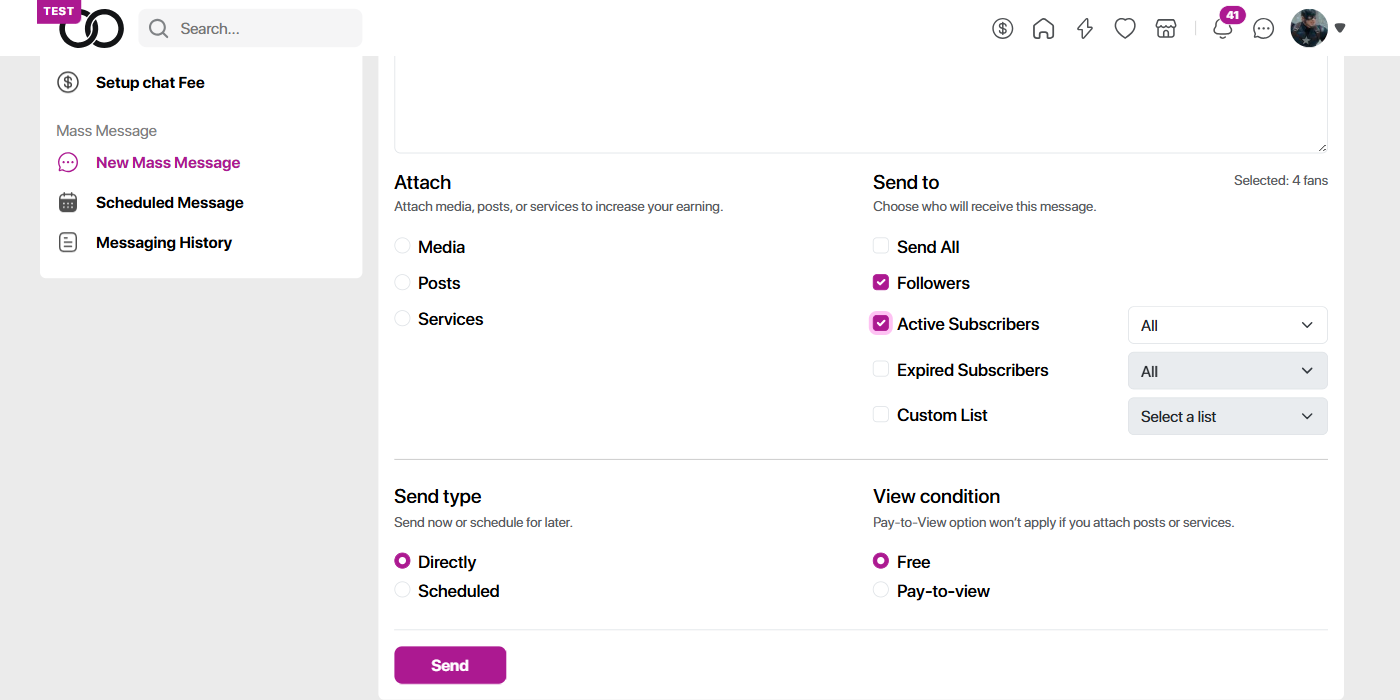 TEST
Search...
41
Setup chat Fee
Mass Message
New Mass Message
Scheduled Message
Messaging History
Attach
Attach media, posts, or services to increase your earning.
Media
Posts
Services
Send to
Selected: 4 fans
Choose who will receive this message.
Send All
Followers
Active Subscribers
All
Expired Subscribers
All
Custom List
Select a list
Send type
Send now or schedule for later.
Directly
Scheduled
View condition
Pay-to-View option won’t apply if you attach posts or services.
Free
Pay-to-view
Send